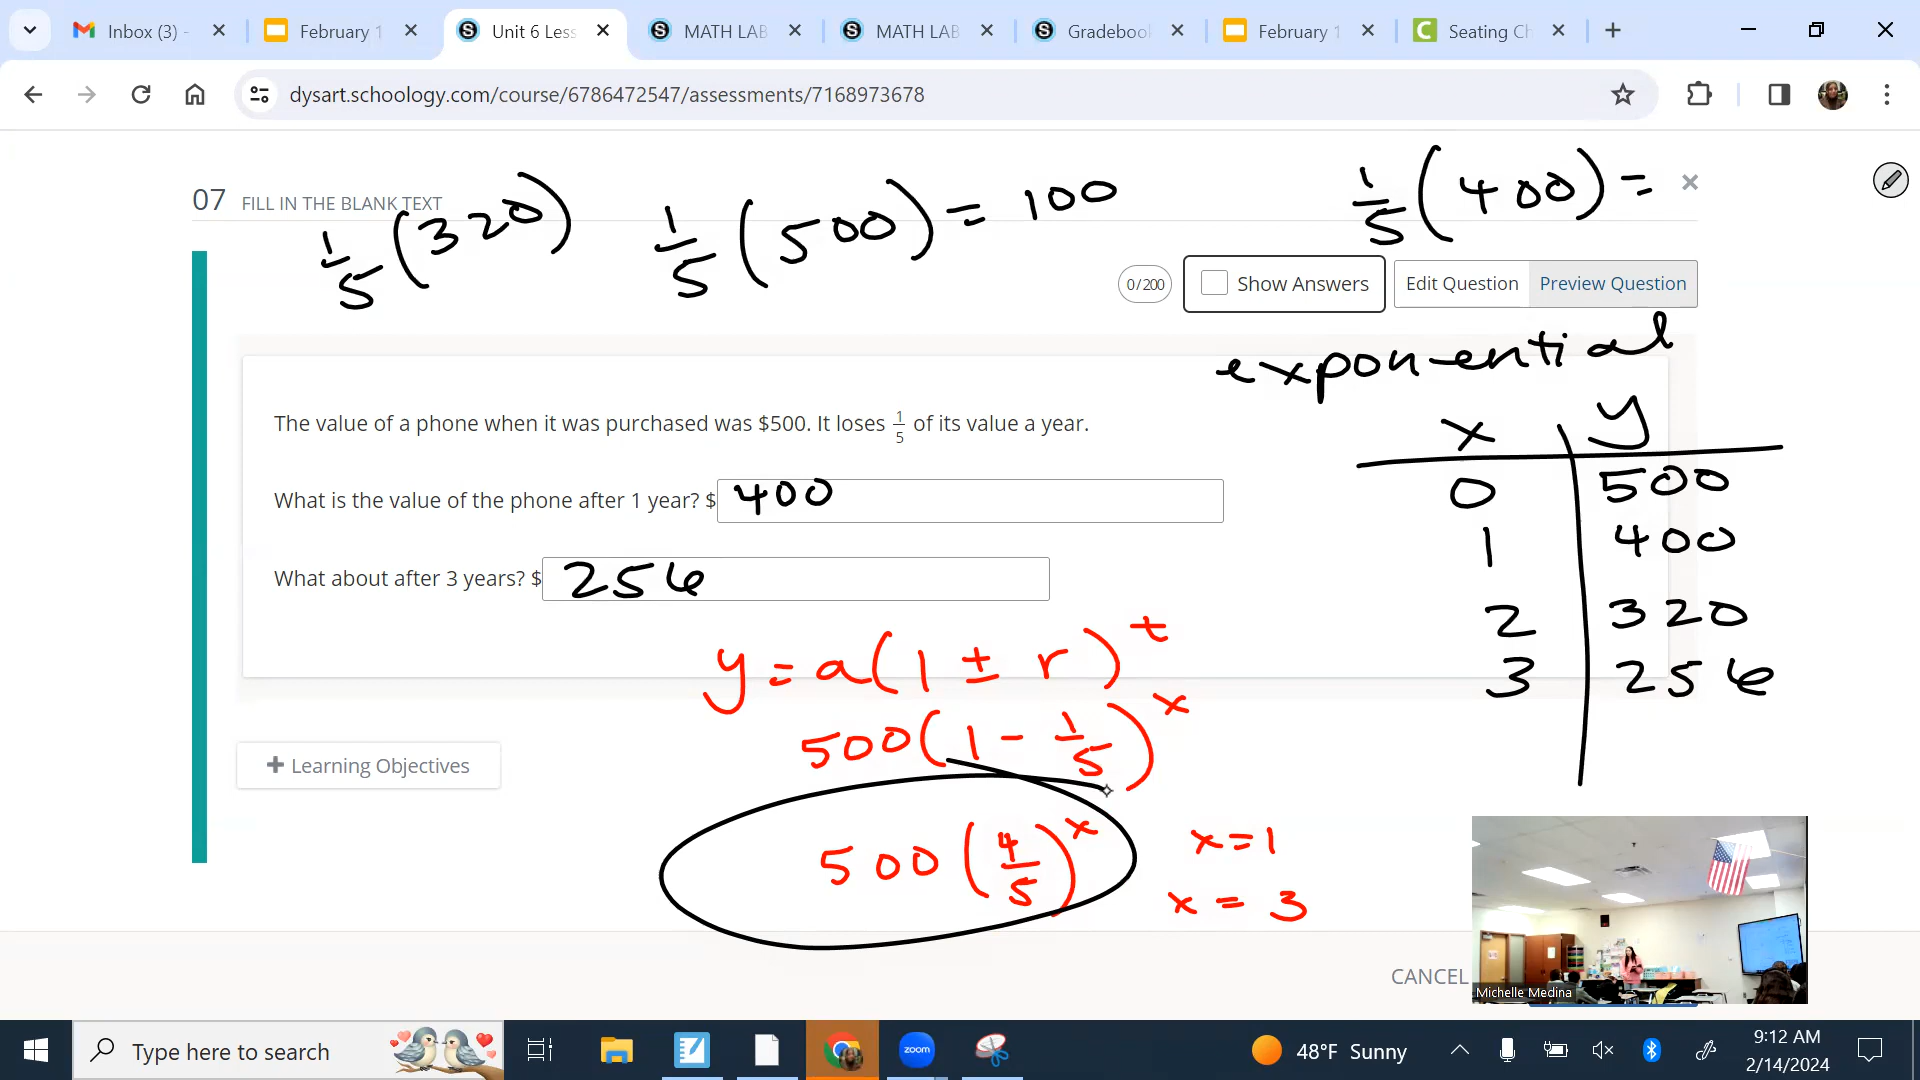 Inbox (3) -
February 1
Unit 6 Less
MATH LAB
MATH LAB
Gradeboo
February 1
Seating Ch
dysart.schoology.com/course/6786472547/assessments/7168973678
07 FILL IN THE BLANK TEXT
1/5 (320)
1/5 (500) = 100
1/5 (400) =
0/200
Show Answers
Edit Question
Preview Question
exponential
The value of a phone when it was purchased was $500. It loses 1/5 of its value a year.
What is the value of the phone after 1 year? $ 400
What about after 3 years? $ 256
x y
0 500
1 400
2 320
3 256
y = a(1 ± r)^t
500(1 - 1/5)^x
500(4/5)^x
x = 1
x = 3
+ Learning Objectives
CANCEL
Michelle Medina
Type here to search
zoom
48°F Sunny
9:12 AM
2/14/2024